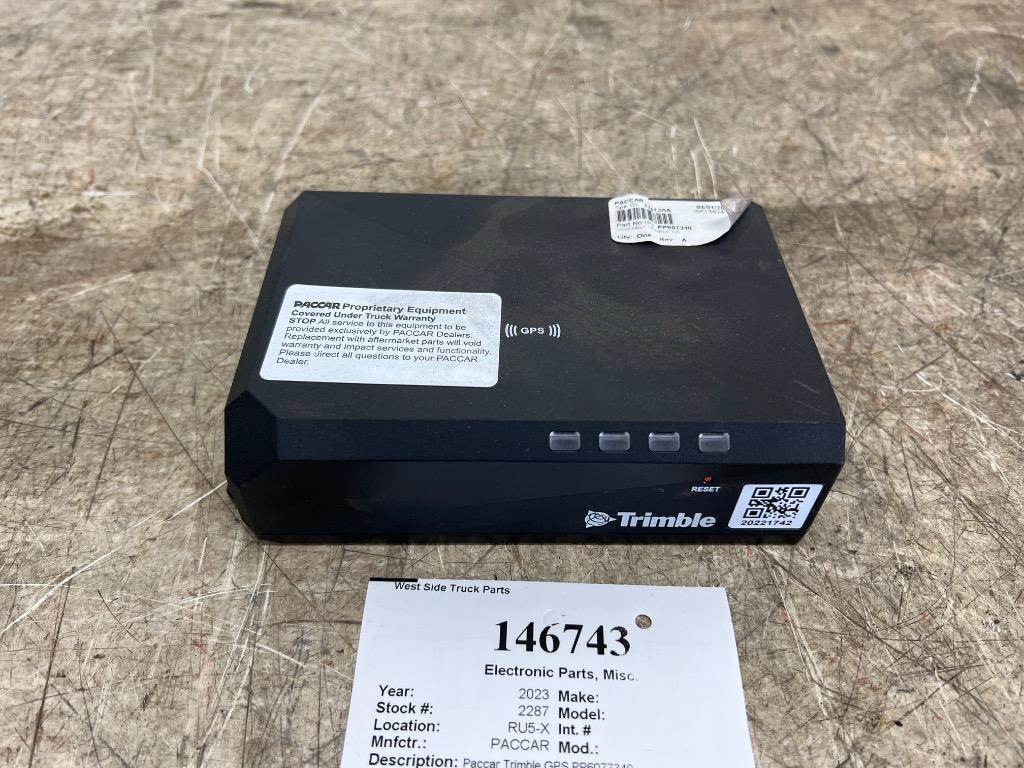 PACCAR
Part No
PP607340
Qty: One Rev: A
PACCAR Proprietary Equipment
Covered Under Truck Warranty
STOP All service to this equipment to be
provided exclusively by PACCAR Dealers.
Replacement with aftermarket parts will void
warranty and impact services and functionality.
Please direct all questions to your PACCAR
Dealer.
((( GPS )))
RESET
Trimble
20221742
West Side Truck Parts
146743
Electronic Parts, Misc.
Year: 2023 Make:
Stock #: 2287 Model:
Location: RU5-X Int. #
Mnfctr.: PACCAR Mod.:
Description: Paccar Trimble GPS PP6077340